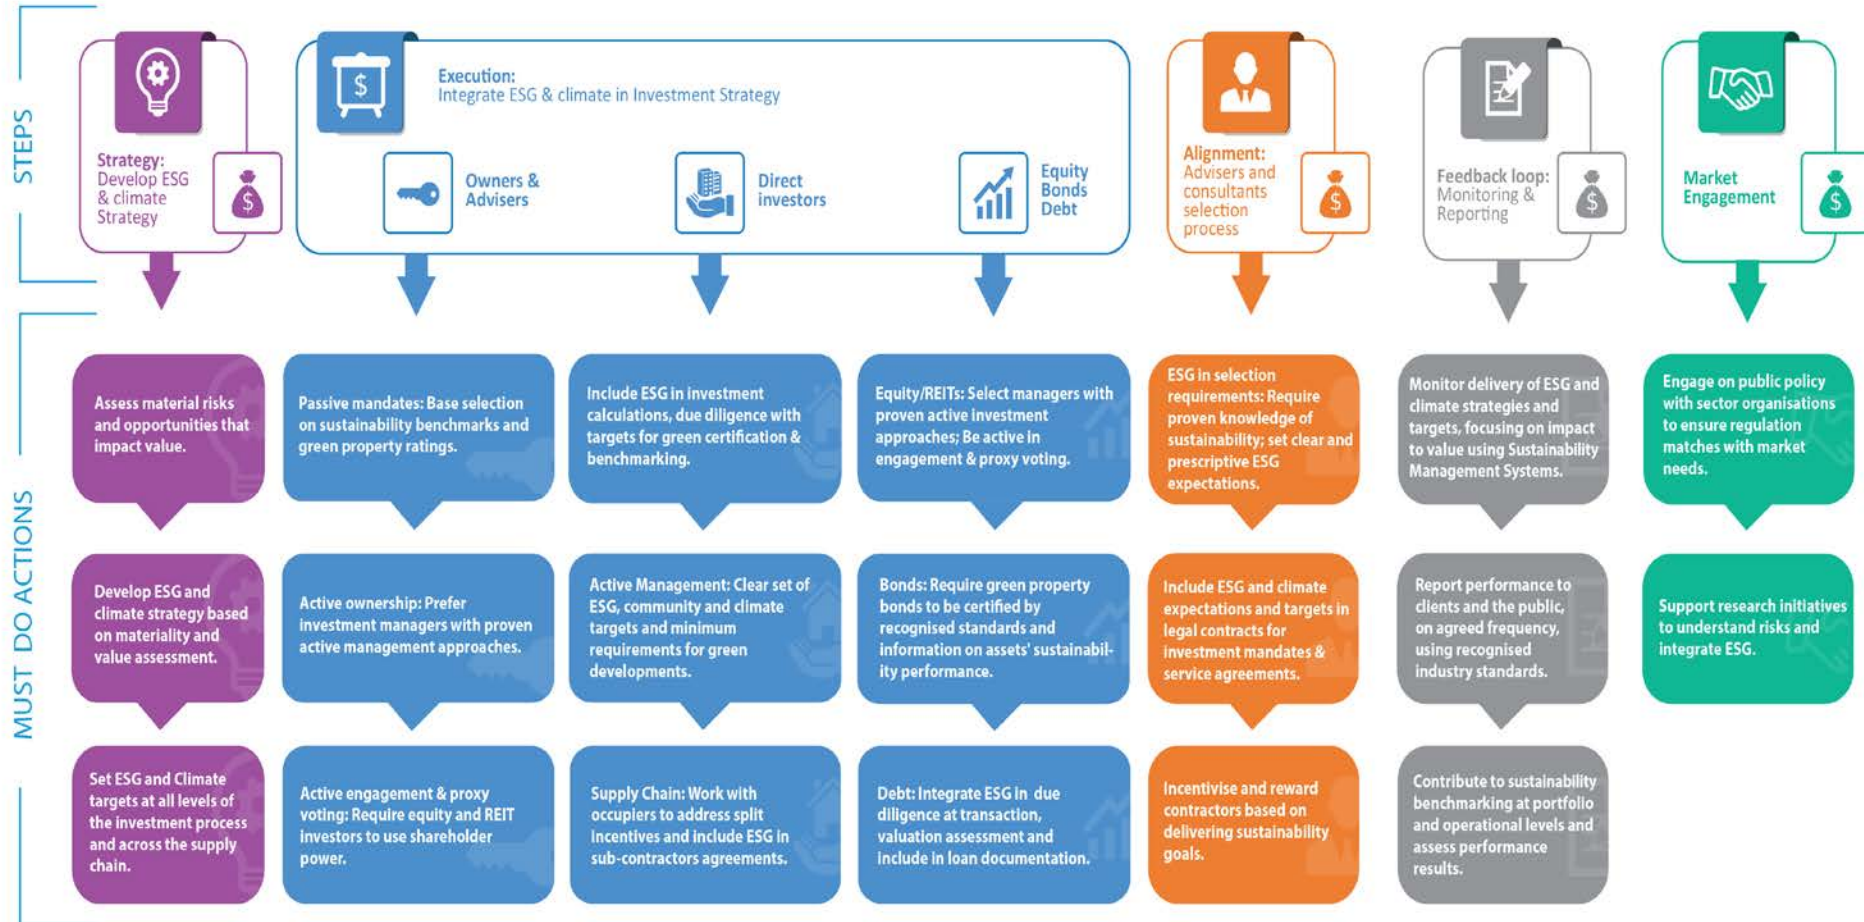 STEPS
Strategy:
Develop ESG
& climate
Strategy
$
$
Execution:
Integrate ESG & climate in Investment Strategy
Owners &
Advisers
Direct
investors
Equity
Bonds
Debt
Alignment:
Advisers and
consultants
selection
process
$
Feedback loop:
Monitoring &
Reporting
$
Market
Engagement
$
MUST DO ACTIONS
Assess material risks
and opportunities that
impact value.
Passive mandates: Base selection
on sustainability benchmarks and
green property ratings.
Include ESG in investment
calculations, due diligence with
targets for green certification &
benchmarking.
Equity/REITs: Select managers with
proven active investment
approaches; Be active in
engagement & proxy voting.
ESG in selection
requirements: Require
proven knowledge of
sustainability; set clear and
prescriptive ESG
expectations.
Monitor delivery of ESG and
climate strategies and
targets, focusing on impact
to value using Sustainability
Management Systems.
Engage on public policy
with sector organisations
to ensure regulation
matches with market
needs.
Develop ESG and
climate strategy based
on materiality and
value assessment.
Active ownership: Prefer
investment managers with proven
active management approaches.
Active Management: Clear set of
ESG, community and climate
targets and minimum
requirements for green
developments.
Bonds: Require green property
bonds to be certified by
recognised standards and
information on assets' sustainabil-
ity performance.
Include ESG and climate
expectations and targets in
legal contracts for
investment mandates &
service agreements.
Report performance to
clients and the public,
on agreed frequency,
using recognised
industry standards.
Support research initiatives
to understand risks and
integrate ESG.
Set ESG and Climate
targets at all levels of
the investment process
and across the supply
chain.
Active engagement & proxy
voting: Require equity and REIT
investors to use shareholder
power.
Supply Chain: Work with
occupiers to address split
incentives and include ESG in
sub-contractors agreements.
Debt: Integrate ESG in due
diligence at transaction,
valuation assessment and
include in loan documentation.
Incentivise and reward
contractors based on
delivering sustainability
goals.
Contribute to sustainability
benchmarking at portfolio
and operational levels and
assess performance
results.